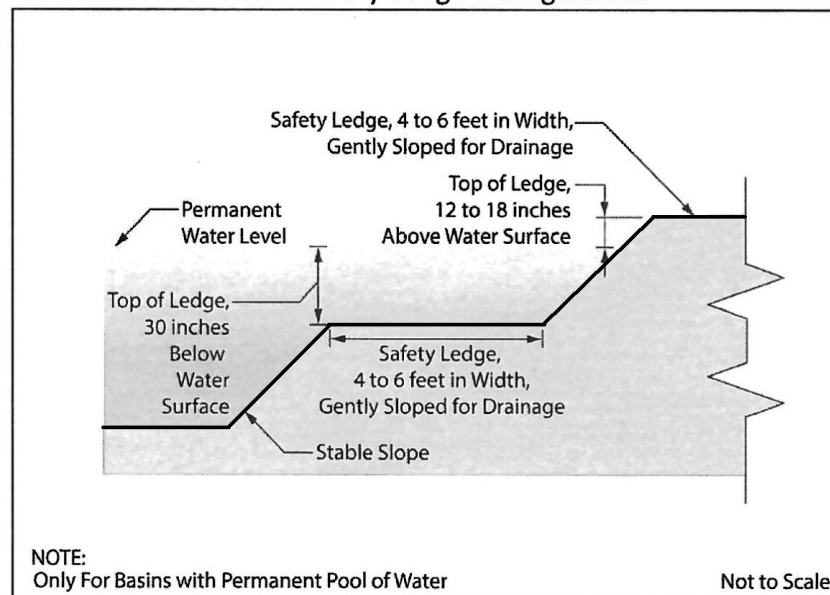 Safety Ledge, 4 to 6 feet in Width,
Gently Sloped for Drainage
Top of Ledge,
12 to 18 inches
Above Water Surface
Permanent
Water Level
Top of Ledge,
30 inches
Below
Water
Surface
Safety Ledge,
4 to 6 feet in Width,
Gently Sloped for Drainage
Stable Slope
NOTE:
Only For Basins with Permanent Pool of Water
Not to Scale